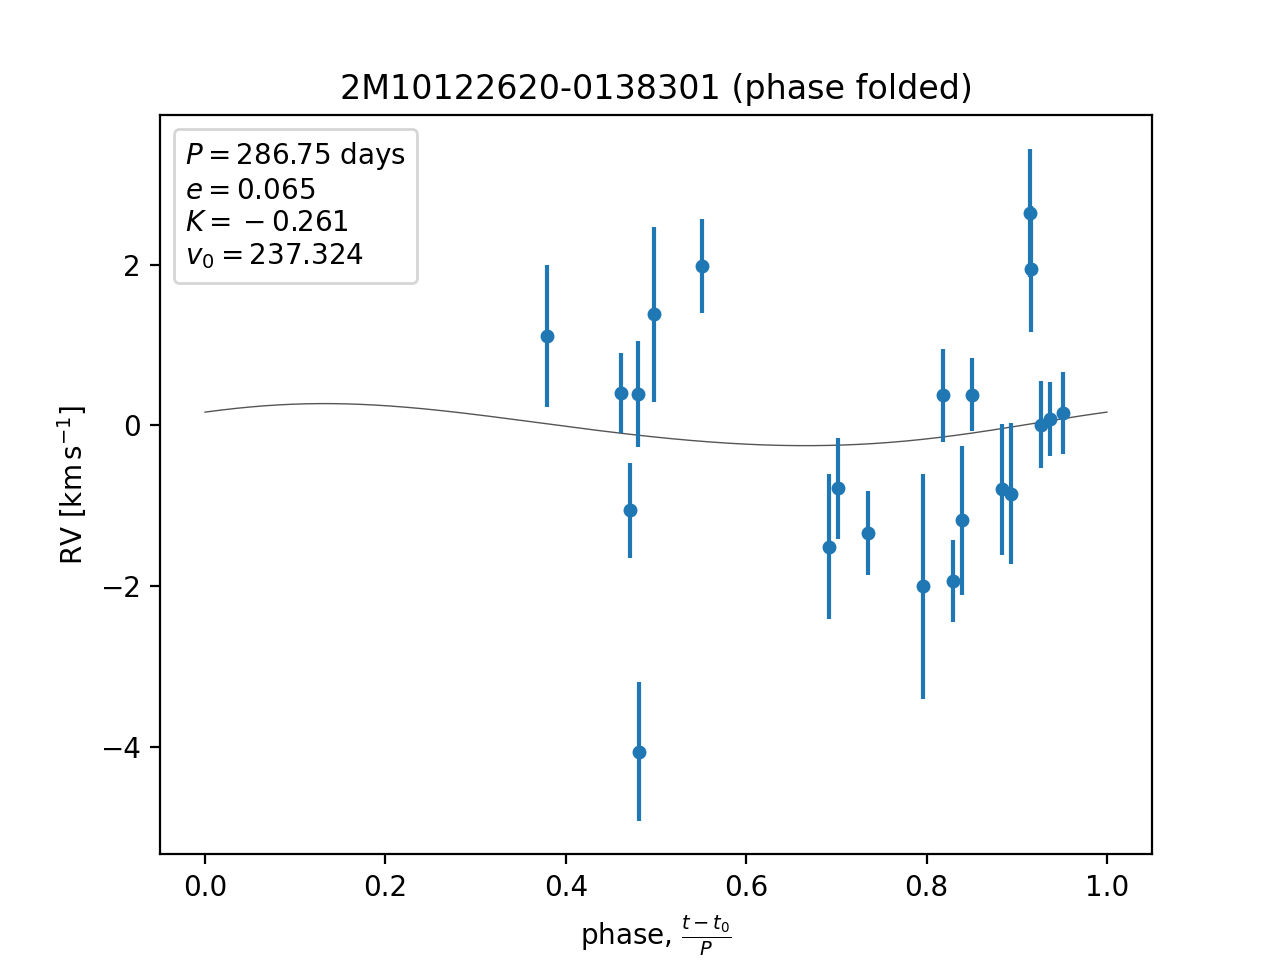 2M10122620-0138301 (phase folded)
P = 286.75 days
e = 0.065
K = −0.261
v₀ = 237.324
RV [km s⁻¹]
2
0
−2
−4
0.0 0.2 0.4 0.6 0.8 1.0
phase, (t − t₀)/P